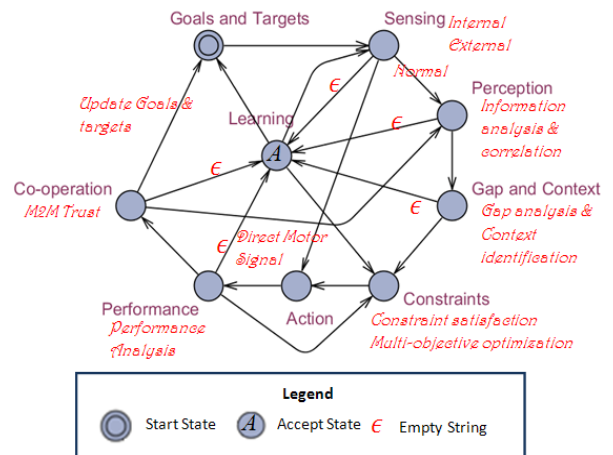 Goals and Targets
Sensing
Internal
External
Normal
ϵ
Perception
Information
analysis &
correlation
ϵ
Update Goals &
targets
Learning
A
ϵ
Co-operation
M2M Trust
Gap and Context
Gap analysis &
Context
identification
ϵ
ϵ
Direct Motor
Signal
Performance
Performance
Analysis
Action
Constraints
Constraint satisfaction
Multi-objective optimization
Legend
Start State
A
Accept State
ϵ
Empty String